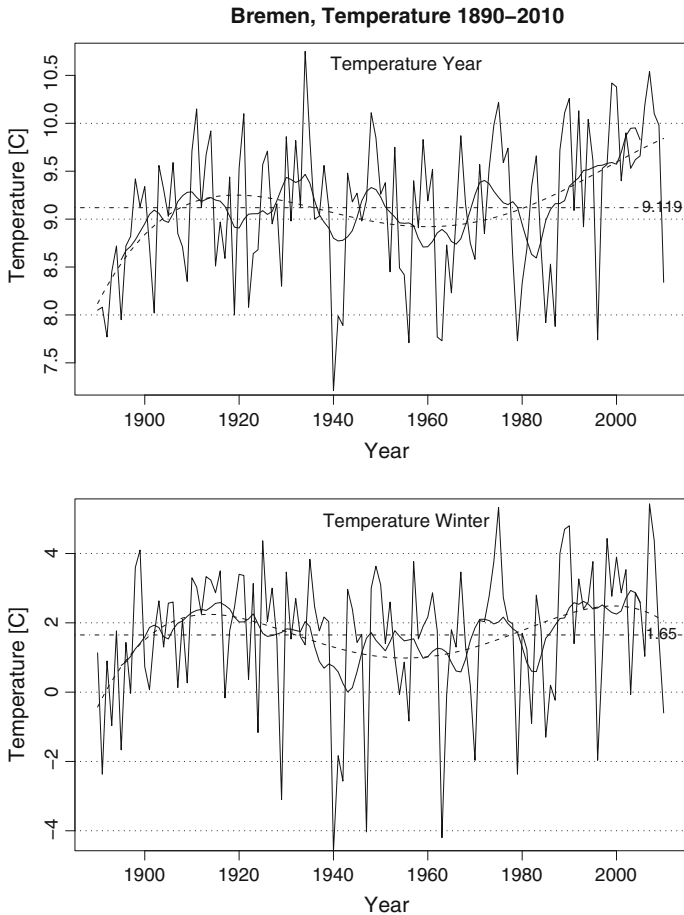 Bremen, Temperature 1890–2010
Temperature Year
Temperature [C]
10.5
10.0
9.5
9.0
8.5
8.0
7.5
9.119
1900 1920 1940 1960 1980 2000
Year
Temperature Winter
Temperature [C]
4
2
0
−2
−4
1.65
1900 1920 1940 1960 1980 2000
Year